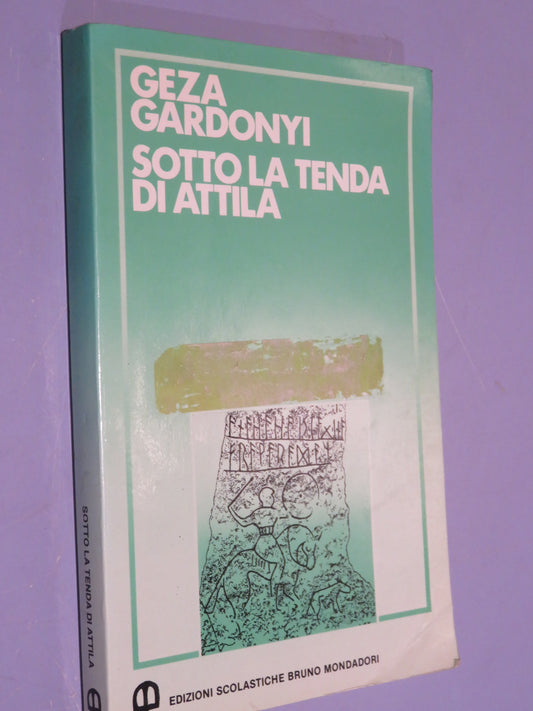 GEZA
GARDONYI
SOTTO LA TENDA
DI ATTILA
EDIZIONI SCOLASTICHE BRUNO MONDADORI
SOTTO LA TENDA DI ATTILA